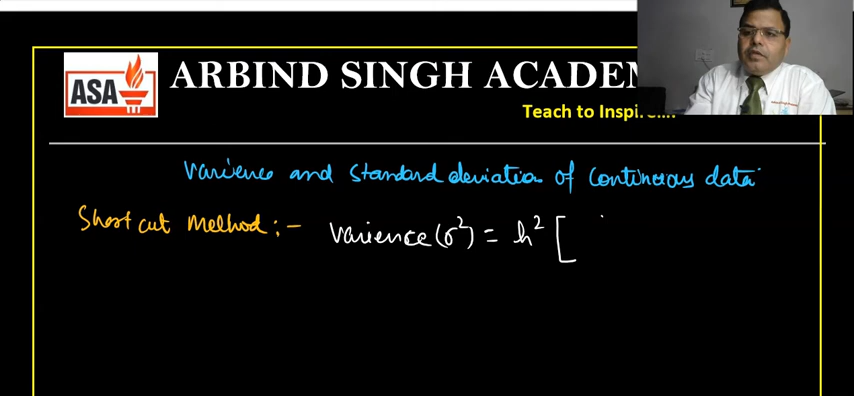 ASA
ARBIND SINGH ACADEM
Teach to Inspire...
Varience and Standard deviation of Continuous data
Short cut Method:- Varience(σ²) = h² [